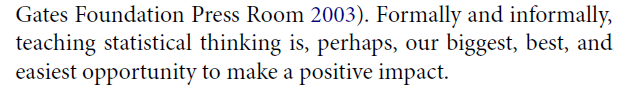 Gates Foundation Press Room 2003). Formally and informally,
teaching statistical thinking is, perhaps, our biggest, best, and
easiest opportunity to make a positive impact.